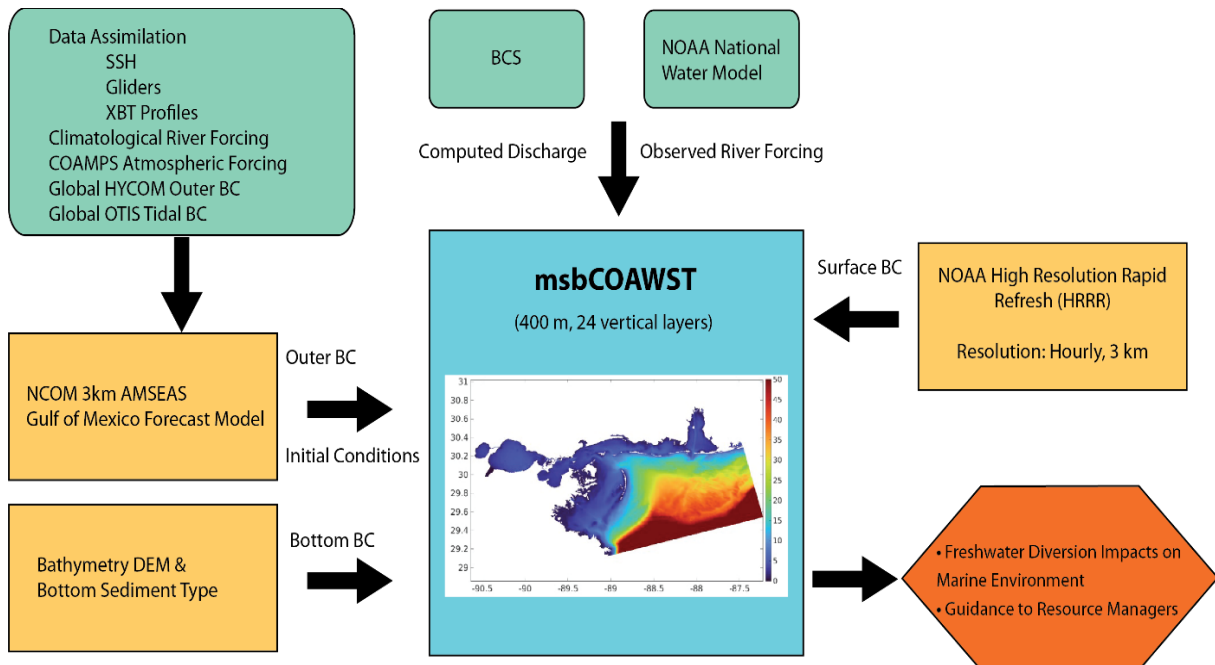 Data Assimilation
SSH
Gliders
XBT Profiles
Climatological River Forcing
COAMPS Atmospheric Forcing
Global HYCOM Outer BC
Global OTIS Tidal BC
BCS
NOAA National
Water Model
Computed Discharge
Observed River Forcing
msbCOAWST
(400 m, 24 vertical layers)
Surface BC
NOAA High Resolution Rapid
Refresh (HRRR)
Resolution: Hourly, 3 km
NCOM 3km AMSEAS
Gulf of Mexico Forecast Model
Outer BC
Initial Conditions
31
30.8
30.6
30.4
30.2
30
29.8
29.6
29.4
29.2
29
-90.5
-90
-89.5
-89
-88.5
-88
-87.5
50
45
40
35
30
25
20
15
10
5
0
Bathymetry DEM &
Bottom Sediment Type
Bottom BC
• Freshwater Diversion Impacts on
Marine Environment
• Guidance to Resource Managers